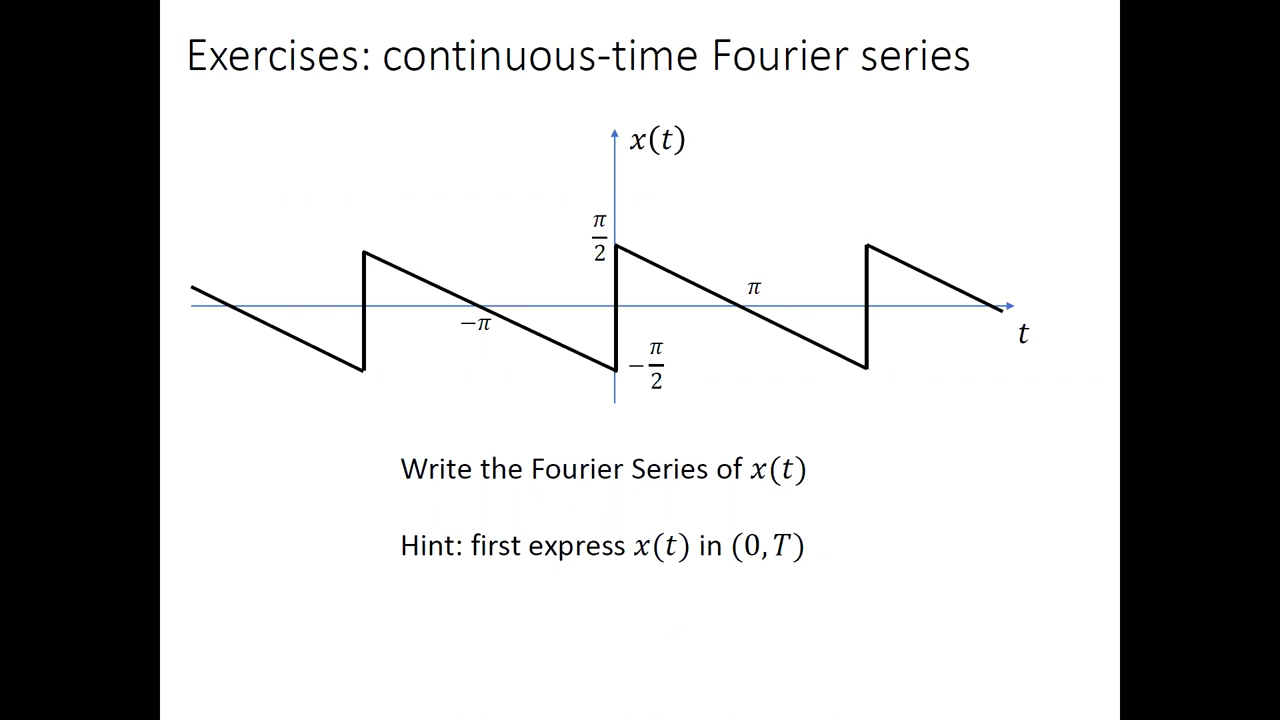 Exercises: continuous-time Fourier series
x(t)
π/2
π
−π
−π/2
t
Write the Fourier Series of x(t)
Hint: first express x(t) in (0, T)